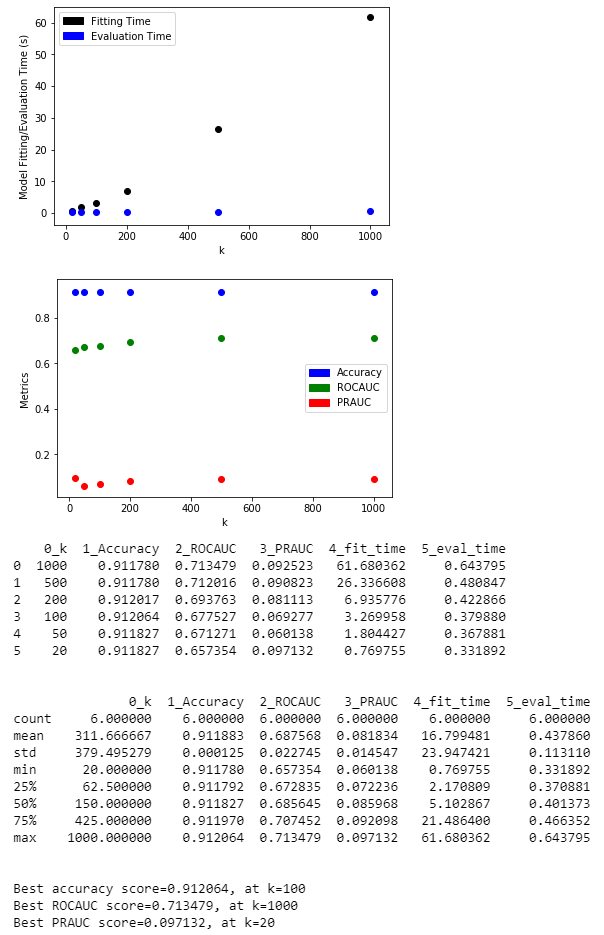 Fitting Time
Evaluation Time
Model Fitting/Evaluation Time (s)
60
50
40
30
20
10
0
0 200 400 600 800 1000
k
Accuracy
ROCAUC
PRAUC
Metrics
0.8
0.6
0.4
0.2
0 200 400 600 800 1000
k
0_k 1_Accuracy 2_ROCAUC 3_PRAUC 4_fit_time 5_eval_time
0 1000 0.911780 0.713479 0.092523 61.680362 0.643795
1 500 0.911780 0.712016 0.090823 26.336608 0.480847
2 200 0.912017 0.693763 0.081113 6.935776 0.422866
3 100 0.912064 0.677527 0.069277 3.269958 0.379880
4 50 0.911827 0.671271 0.060138 1.804427 0.367881
5 20 0.911827 0.657354 0.097132 0.769755 0.331892
0_k 1_Accuracy 2_ROCAUC 3_PRAUC 4_fit_time 5_eval_time
count 6.000000 6.000000 6.000000 6.000000 6.000000 6.000000
mean 311.666667 0.911883 0.687568 0.081834 16.799481 0.437860
std 379.495279 0.000125 0.022745 0.014547 23.947421 0.113110
min 20.000000 0.911780 0.657354 0.060138 0.769755 0.331892
25% 62.500000 0.911792 0.672835 0.072236 2.170809 0.370881
50% 150.000000 0.911827 0.685645 0.085968 5.102867 0.401373
75% 425.000000 0.911970 0.707452 0.092098 21.486400 0.466352
max 1000.000000 0.912064 0.713479 0.097132 61.680362 0.643795
Best accuracy score=0.912064, at k=100
Best ROCAUC score=0.713479, at k=1000
Best PRAUC score=0.097132, at k=20